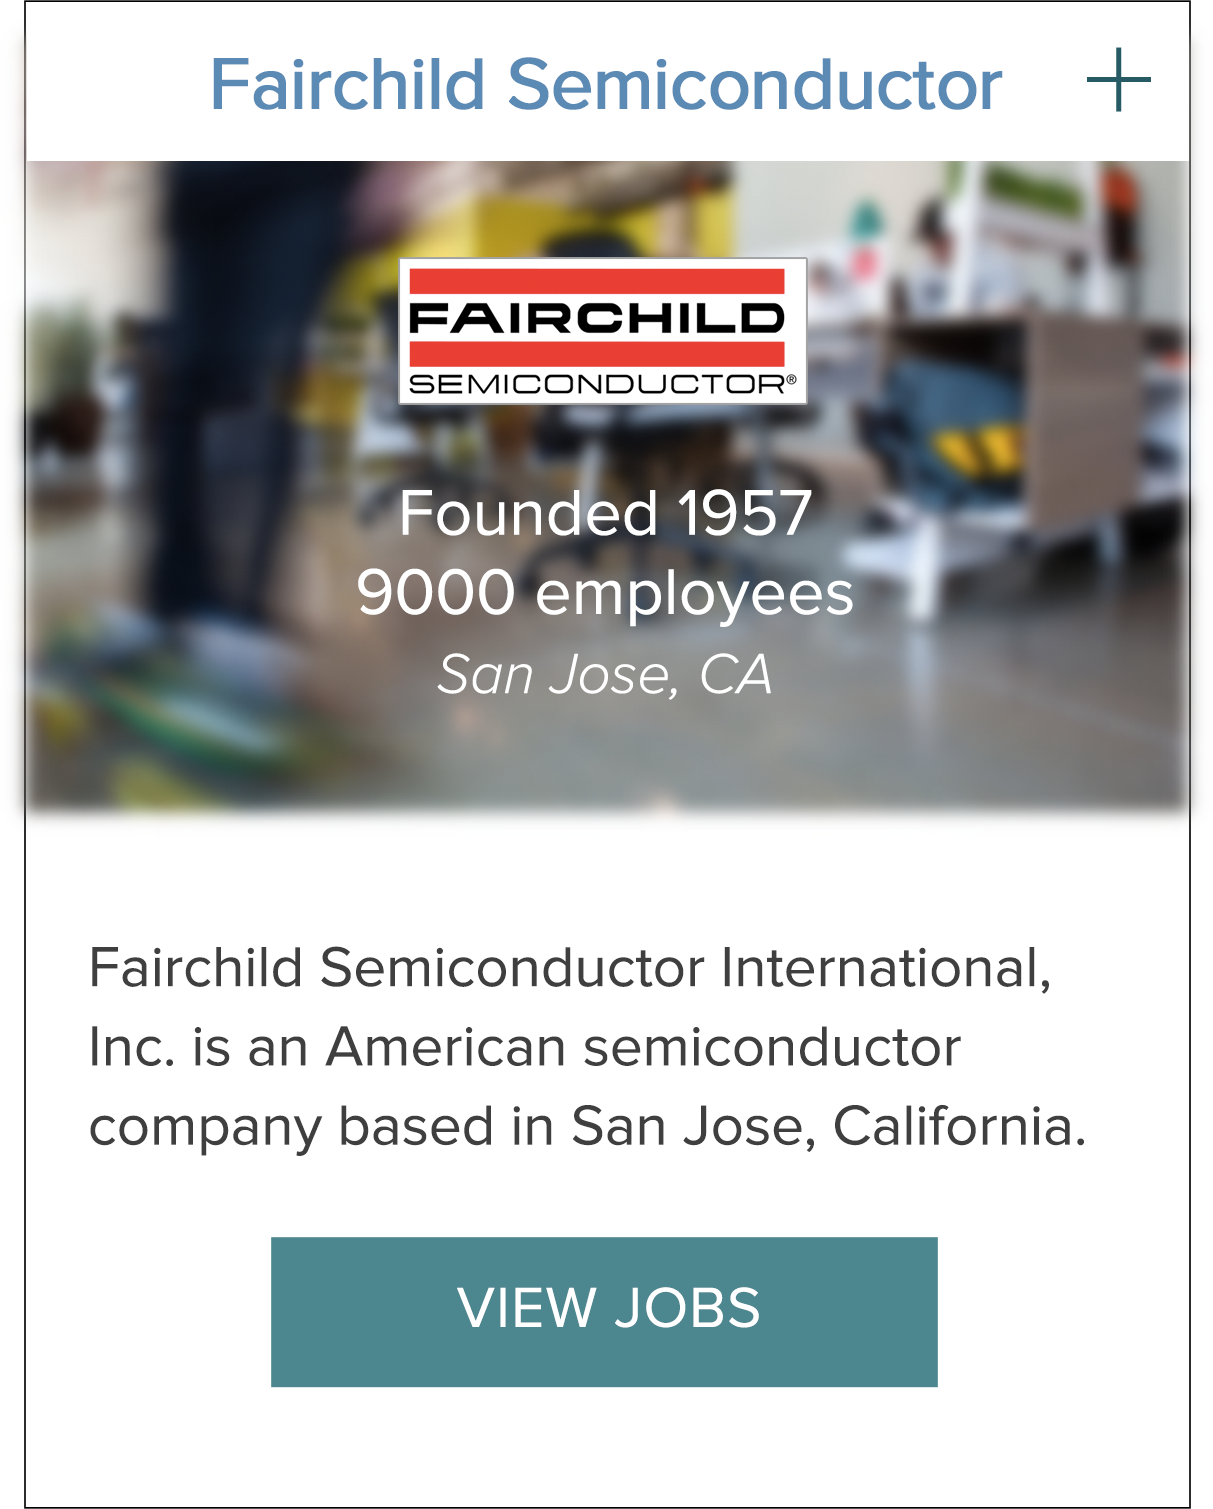 Fairchild Semiconductor
FAIRCHILD
SEMICONDUCTOR®
Founded 1957
9000 employees
San Jose, CA
Fairchild Semiconductor International,
Inc. is an American semiconductor
company based in San Jose, California.
VIEW JOBS